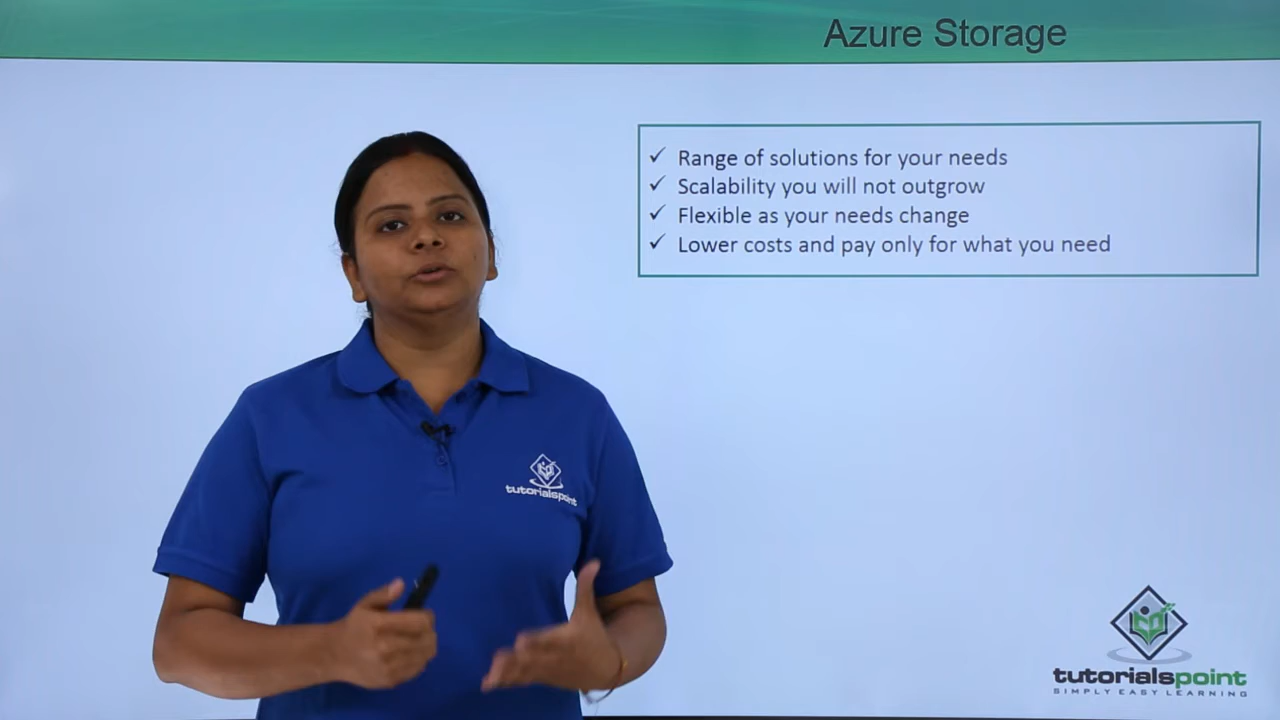 Azure Storage
✓ Range of solutions for your needs
✓ Scalability you will not outgrow
✓ Flexible as your needs change
✓ Lower costs and pay only for what you need
tutorialspoint
tutorialspoint
SIMPLY EASY LEARNING